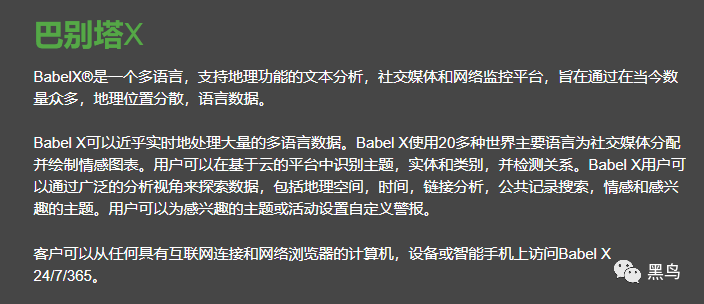 巴别塔X
BabelX®是一个多语言，支持地理功能的文本分析，社交媒体和网络监控平台，旨在通过在当今数
量众多，地理位置分散，语言数据。
Babel X可以近乎实时地处理大量的多语言数据。Babel X使用20多种世界主要语言为社交媒体分配
并绘制情感图表。用户可以在基于云的平台中识别主题，实体和类别，并检测关系。Babel X用户可
以通过广泛的分析视角来探索数据，包括地理空间，时间，链接分析，公共记录搜索，情感和感兴
趣的主题。用户可以为感兴趣的主题或活动设置自定义警报。
客户可以从任何具有互联网连接和网络浏览器的计算机，设备或智能手机上访问Babel X
24/7/365。
黑鸟